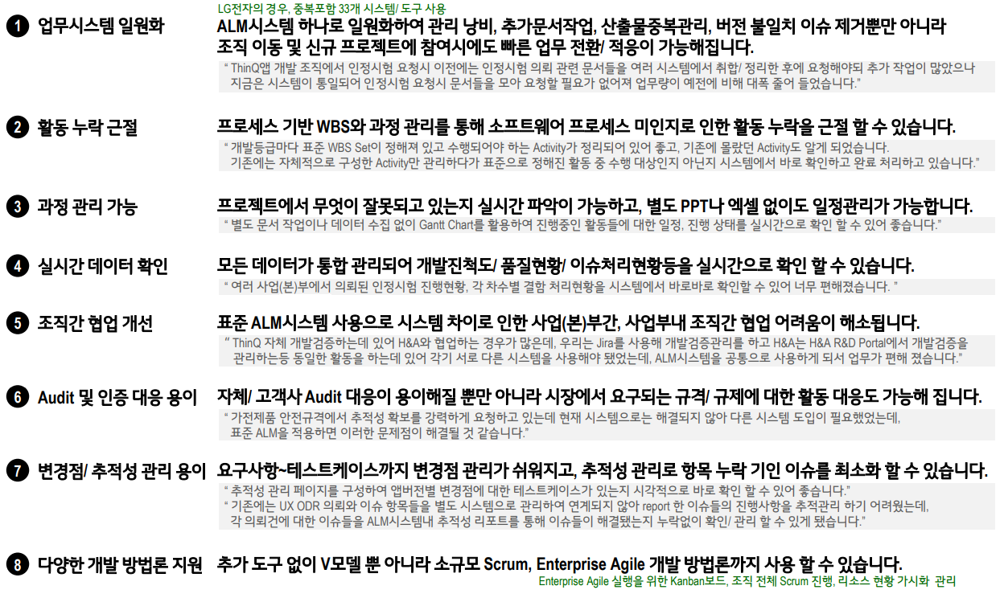 LG전자의 경우, 중복포함 33개 시스템/ 도구 사용
1 업무시스템 일원화
ALM시스템 하나로 일원화하여 관리 낭비, 추가문서작업, 산출물중복관리, 버전 불일치 이슈 제거뿐만 아니라
조직 이동 및 신규 프로젝트에 참여시에도 빠른 업무 전환/ 적응이 가능해집니다.
“ ThinQ앱 개발 조직에서 인정시험 요청시 이전에는 인정시험 의뢰 관련 문서들을 여러 시스템에서 취합/ 정리한 후에 요청해야되 추가 작업이 많았으나
지금은 시스템이 통일되어 인정시험 요청시 문서들을 모아 요청할 필요가 없어져 업무량이 예전에 비해 대폭 줄어 들었습니다.”
2 활동 누락 근절
프로세스 기반 WBS와 과정 관리를 통해 소프트웨어 프로세스 미인지로 인한 활동 누락을 근절 할 수 있습니다.
“ 개발등급마다 표준 WBS Set이 정해져 있고 수행되어야 하는 Activity가 정리되어 있어 좋고, 기존에 몰랐던 Activity도 알게 되었습니다.
기존에는 자체적으로 구성한 Activity만 관리하다가 표준으로 정해진 활동 중 수행 대상인지 아닌지 시스템에서 바로 확인하고 완료 처리하고 있습니다.”
3 과정 관리 가능
프로젝트에서 무엇이 잘못되고 있는지 실시간 파악이 가능하고, 별도 PPT나 엑셀 없이도 일정관리가 가능합니다.
“ 별도 문서 작업이나 데이터 수집 없이 Gantt Chart를 활용하여 진행중인 활동들에 대한 일정, 진행 상태를 실시간으로 확인 할 수 있어 좋습니다.”
4 실시간 데이터 확인
모든 데이터가 통합 관리되어 개발진척도/ 품질현황/ 이슈처리현황등을 실시간으로 확인 할 수 있습니다.
“ 여러 사업(본)부에서 의뢰된 인정시험 진행현황, 각 차수별 결함 처리현황을 시스템에서 바로바로 확인할 수 있어 너무 편해졌습니다. ”
5 조직간 협업 개선
표준 ALM시스템 사용으로 시스템 차이로 인한 사업(본)부간, 사업부내 조직간 협업 어려움이 해소됩니다.
“ ThinQ 자체 개발검증하는데 있어 H&A와 협업하는 경우가 많은데, 우리는 Jira를 사용해 개발검증관리를 하고 H&A는 H&A R&D Portal에서 개발검증을
관리하는등 동일한 활동을 하는데 있어 각기 서로 다른 시스템을 사용해야 됐었는데, ALM시스템을 공통으로 사용하게 되서 업무가 편해 졌습니다.”
6 Audit 및 인증 대응 용이
자체/ 고객사 Audit 대응이 용이해질 뿐만 아니라 시장에서 요구되는 규격/ 규제에 대한 활동 대응도 가능해 집니다.
“ 가전제품 안전규격에서 추적성 확보를 강력하게 요청하고 있는데 현재 시스템으로는 해결되지 않아 다른 시스템 도입이 필요했었는데,
표준 ALM을 적용하면 이러한 문제점이 해결될 것 같습니다.”
7 변경점/ 추적성 관리 용이
요구사항~테스트케이스까지 변경점 관리가 쉬워지고, 추적성 관리로 항목 누락 기인 이슈를 최소화 할 수 있습니다.
“ 추적성 관리 페이지를 구성하여 앱버전별 변경점에 대한 테스트케이스가 있는지 시각적으로 바로 확인 할 수 있어 좋습니다.”
“ 기존에는 UX ODR 의뢰와 이슈 항목들을 별도 시스템으로 관리하여 연계되지 않아 report 한 이슈들의 진행사항을 추적관리 하기 어려웠는데,
각 의뢰건에 대한 이슈들을 ALM시스템내 추적성 리포트를 통해 이슈들이 해결됐는지 누락없이 확인/ 관리 할 수 있게 됐습니다.”
8 다양한 개발 방법론 지원
추가 도구 없이 V모델 뿐 아니라 소규모 Scrum, Enterprise Agile 개발 방법론까지 사용 할 수 있습니다.
Enterprise Agile 실행을 위한 Kanban보드, 조직 전체 Scrum 진행, 리소스 현황 가시화 관리